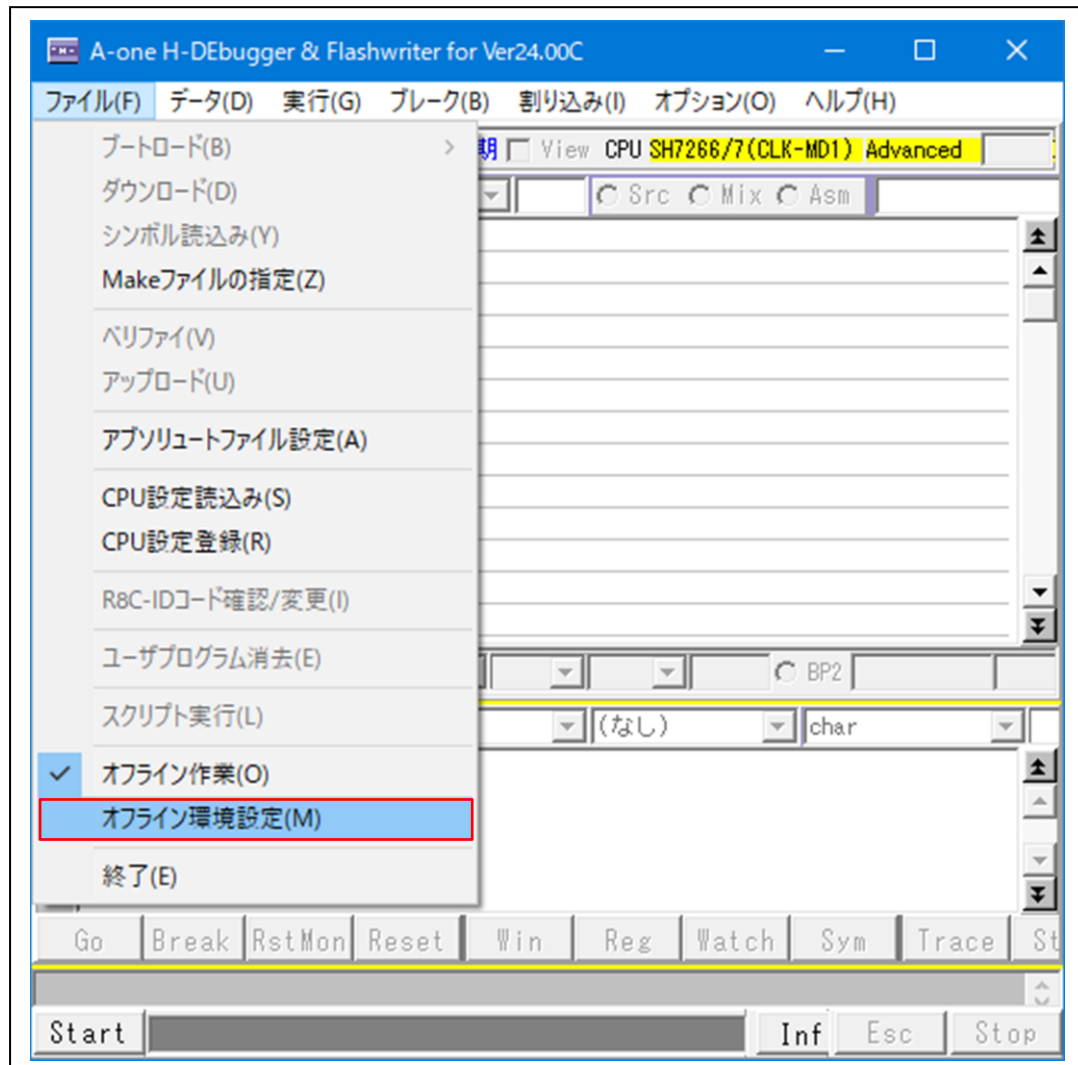 A-one H-DEbugger & Flashwriter for Ver24.00C
ファイル(F) データ(D) 実行(G) ブレーク(B) 割り込み(I) オプション(O) ヘルプ(H)
ブートロード(B)
期 View CPU SH7266/7(CLK-MD1) Advanced
ダウンロード(D)
Src Mix Asm
シンボル読込み(Y)
Makeファイルの指定(Z)
ベリファイ(V)
アップロード(U)
アブソリュートファイル設定(A)
CPU設定読込み(S)
CPU設定登録(R)
R8C-IDコード確認/変更(I)
ユーザプログラム消去(E)
BP2
スクリプト実行(L)
(なし) char
オフライン作業(O)
オフライン環境設定(M)
終了(E)
Go Break RstMon Reset Win Reg Watch Sym Trace St
Start Inf Esc Stop